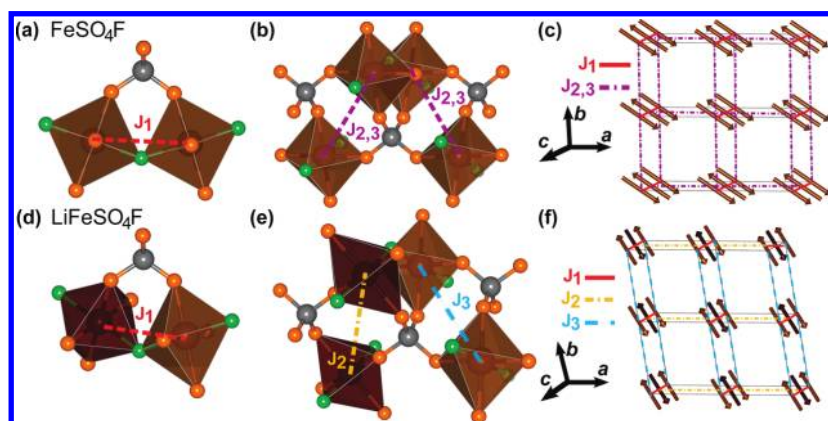 (a) FeSO₄F
J₁
(b)
J₂,₃
J₂,₃
(c)
J₁
J₂,₃
b
c
a
(d) LiFeSO₄F
J₁
(e)
J₂
J₃
(f)
J₁
J₂
J₃
b
c
a